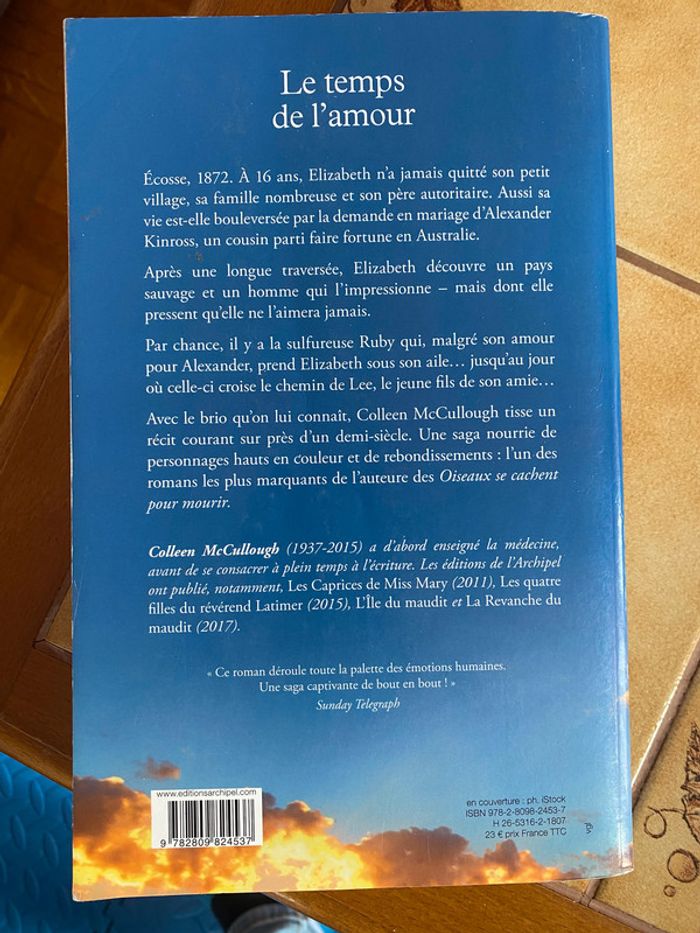 Le temps
de l'amour
Écosse, 1872. À 16 ans, Elizabeth n'a jamais quitté son petit
village, sa famille nombreuse et son père autoritaire. Aussi sa
vie est-elle bouleversée par la demande en mariage d'Alexander
Kinross, un cousin parti faire fortune en Australie.
Après une longue traversée, Elizabeth découvre un pays
sauvage et un homme qui l'impressionne – mais dont elle
pressent qu'elle ne l'aimera jamais.
Par chance, il y a la sulfureuse Ruby qui, malgré son amour
pour Alexander, prend Elizabeth sous son aile… jusqu'au jour
où celle-ci croise le chemin de Lee, le jeune fils de son amie…
Avec le brio qu'on lui connaît, Colleen McCullough tisse un
récit courant sur près d'un demi-siècle. Une saga nourrie de
personnages hauts en couleur et de rebondissements : l'un des
romans les plus marquants de l'auteure des Oiseaux se cachent
pour mourir.
Colleen McCullough (1937-2015) a d'abord enseigné la médecine,
avant de se consacrer à plein temps à l'écriture. Les éditions de l'Archipel
ont publié, notamment, Les Caprices de Miss Mary (2011), Les quatre
filles du révérend Latimer (2015), L'Île du maudit et La Revanche du
maudit (2017).
« Ce roman déroule toute la palette des émotions humaines.
Une saga captivante de bout en bout ! »
Sunday Telegraph
www.editionsarchipel.com
9 782809 824537
en couverture : ph. iStock
ISBN 978-2-8098-2453-7
H 26-5316-2-1807
23 € prix France TTC
vgl